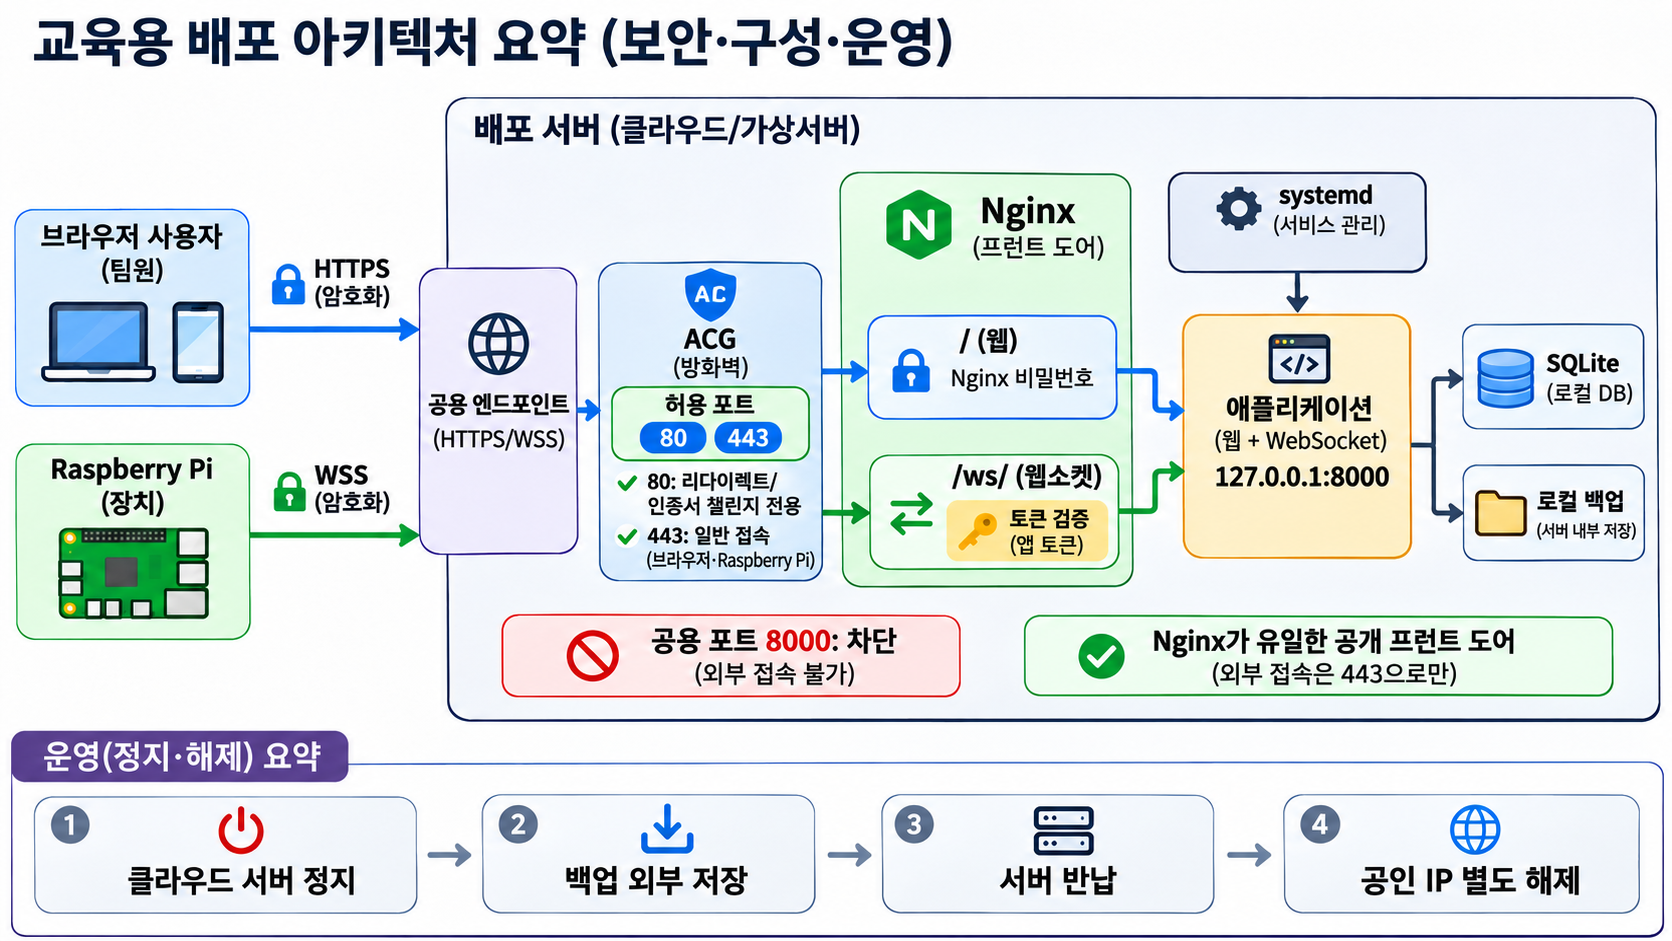 교육용 배포 아키텍처 요약 (보안·구성·운영)
배포 서버 (클라우드/가상서버)
브라우저 사용자
(팀원)
HTTPS
(암호화)
Raspberry Pi
(장치)
WSS
(암호화)
공용 엔드포인트
(HTTPS/WSS)
AC
ACG
(방화벽)
허용 포트
80 443
80: 리다이렉트/
인증서 챌린지 전용
443: 일반 접속
(브라우저·Raspberry Pi)
N
Nginx
(프런트 도어)
/ (웹)
Nginx 비밀번호
/ws/ (웹소켓)
토큰 검증
(앱 토큰)
systemd
(서비스 관리)
</>
애플리케이션
(웹 + WebSocket)
127.0.0.1:8000
SQLite
(로컬 DB)
로컬 백업
(서버 내부 저장)
공용 포트 8000: 차단
(외부 접속 불가)
Nginx가 유일한 공개 프런트 도어
(외부 접속은 443으로만)
운영(정지·해제) 요약
1
클라우드 서버 정지
2
백업 외부 저장
3
서버 반납
4
공인 IP 별도 해제